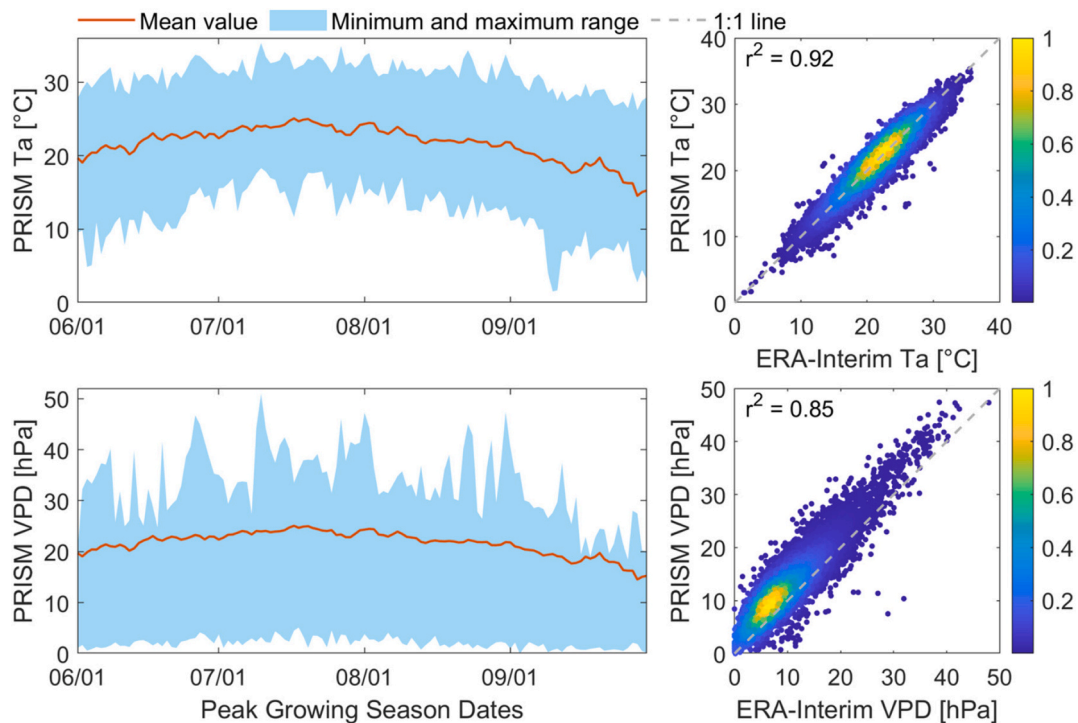 Mean value Minimum and maximum range 1:1 line
PRISM Ta [°C]
30
20
10
0
06/01 07/01 08/01 09/01
PRISM Ta [°C]
40
30
20
10
0
r² = 0.92
0 10 20 30 40
ERA-Interim Ta [°C]
1
0.8
0.6
0.4
0.2
PRISM VPD [hPa]
50
40
30
20
10
0
06/01 07/01 08/01 09/01
Peak Growing Season Dates
PRISM VPD [hPa]
50
40
30
20
10
0
r² = 0.85
0 10 20 30 40 50
ERA-Interim VPD [hPa]
1
0.8
0.6
0.4
0.2